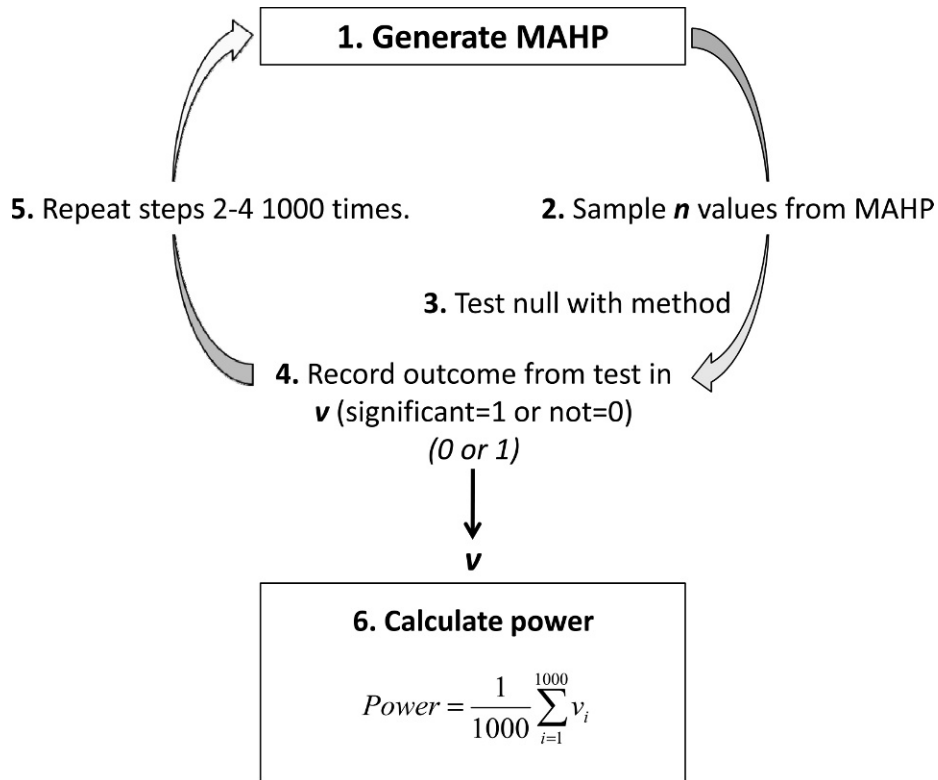 1. Generate MAHP
5. Repeat steps 2-4 1000 times.
2. Sample n values from MAHP
3. Test null with method
4. Record outcome from test in
v (significant=1 or not=0)
(0 or 1)
v
6. Calculate power
Power = \frac{1}{1000} \sum_{i=1}^{1000} v_i